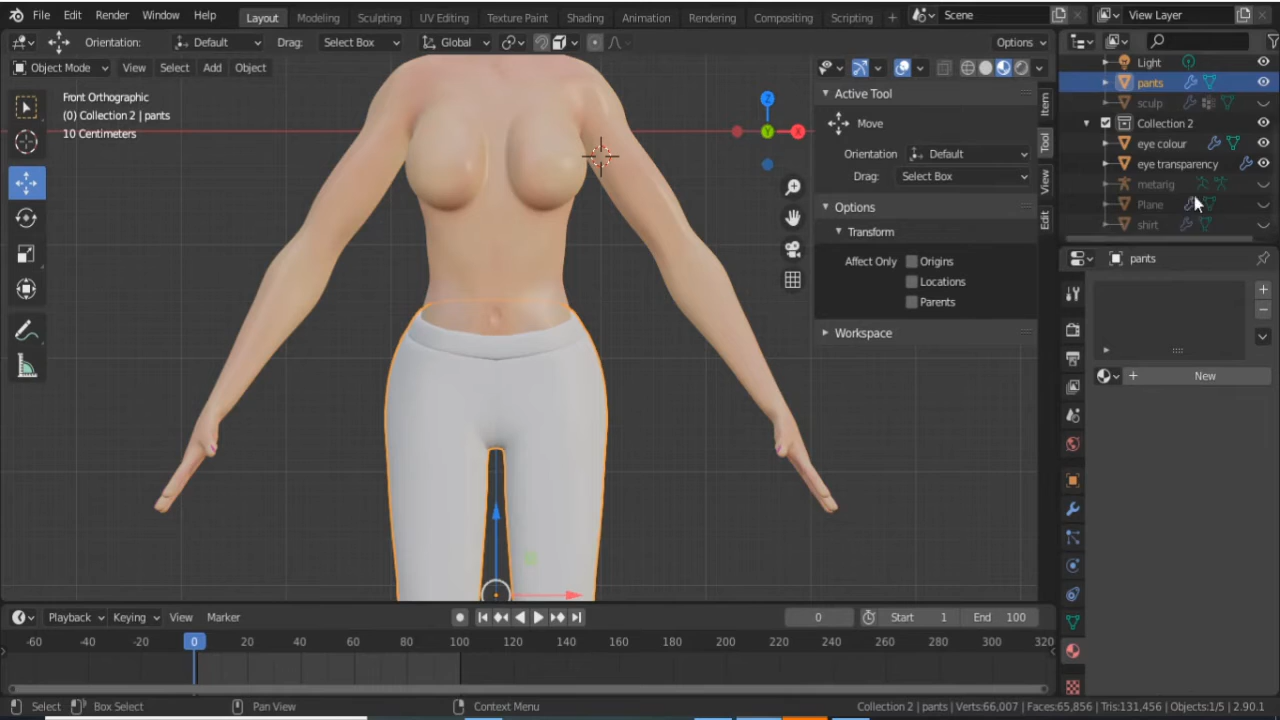 File Edit Render Window Help Layout Modeling Sculpting UV Editing Texture Paint Shading Animation Rendering Compositing Scripting + Scene View Layer
Orientation: Default Drag: Select Box Global Options
Object Mode View Select Add Object
Front Orthographic
(0) Collection 2 | pants
10 Centimeters
Z
Y
X
Active Tool
Move
Orientation Default
Drag: Select Box
Options
Transform
Affect Only Origins
Locations
Parents
Workspace
Item
Tool
View
Edit
Light
pants
sculp
Collection 2
eye colour
eye transparency
metarig
Plane
shirt
pants
New
Playback Keying View Marker 0 Start 1 End 100
-60 -40 -20 0 20 40 60 80 100 120 140 160 180 200 220 240 260 280 300 320
Select Box Select Pan View Context Menu Collection 2 | pants | Verts:66,007 | Faces:65,856 | Tris:131,456 | Objects:1/5 | 2.90.1